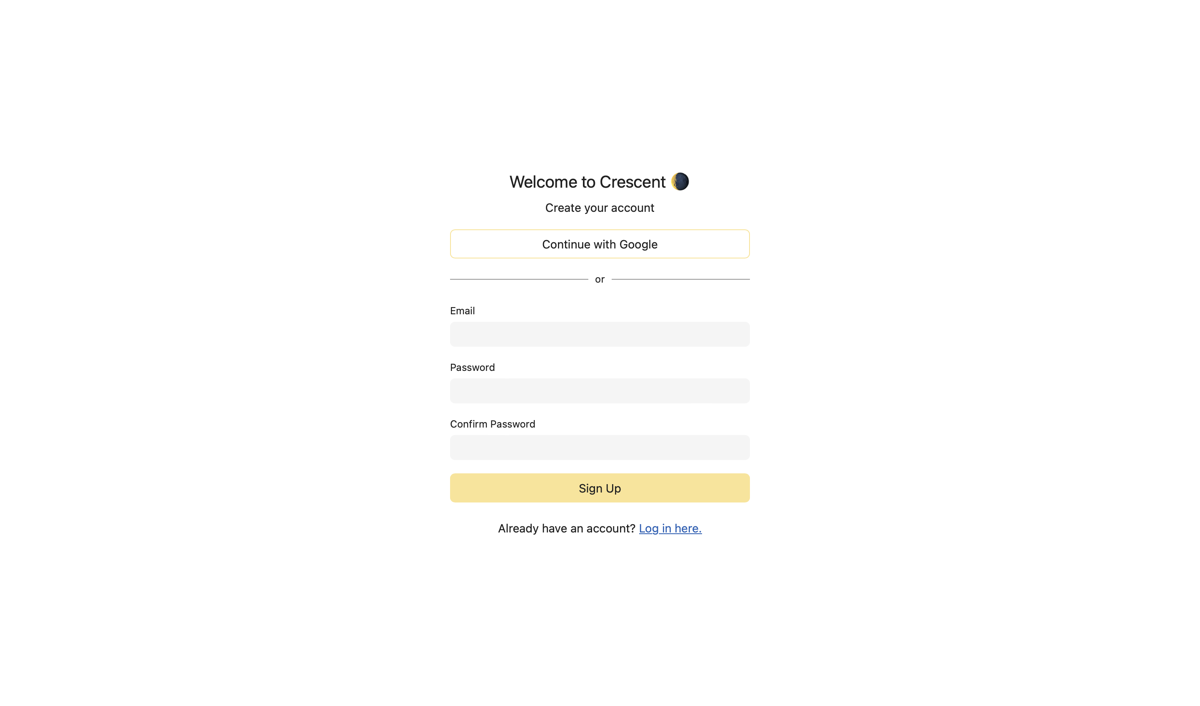 Welcome to Crescent 🌘
Create your account
Continue with Google
or
Email
Password
Confirm Password
Sign Up
Already have an account? Log in here.